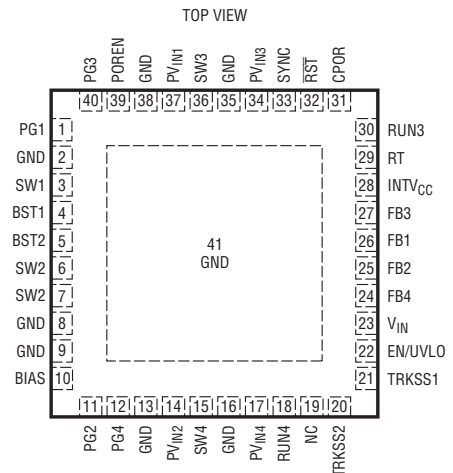 TOP VIEW
PG3
POREN
GND
PVIN1
SW3
GND
PVIN3
SYNC
RST
CPOR
40 39 38 37 36 35 34 33 32 31
PG1 1
GND 2
SW1 3
BST1 4
BST2 5
SW2 6
SW2 7
GND 8
GND 9
BIAS 10
41
GND
30 RUN3
29 RT
28 INTVCC
27 FB3
26 FB1
25 FB2
24 FB4
23 VIN
22 EN/UVLO
21 TRKSS1
11 12 13 14 15 16 17 18 19 20
PG2
PG4
GND
PVIN2
SW4
GND
PVIN4
RUN4
NC
TRKSS2